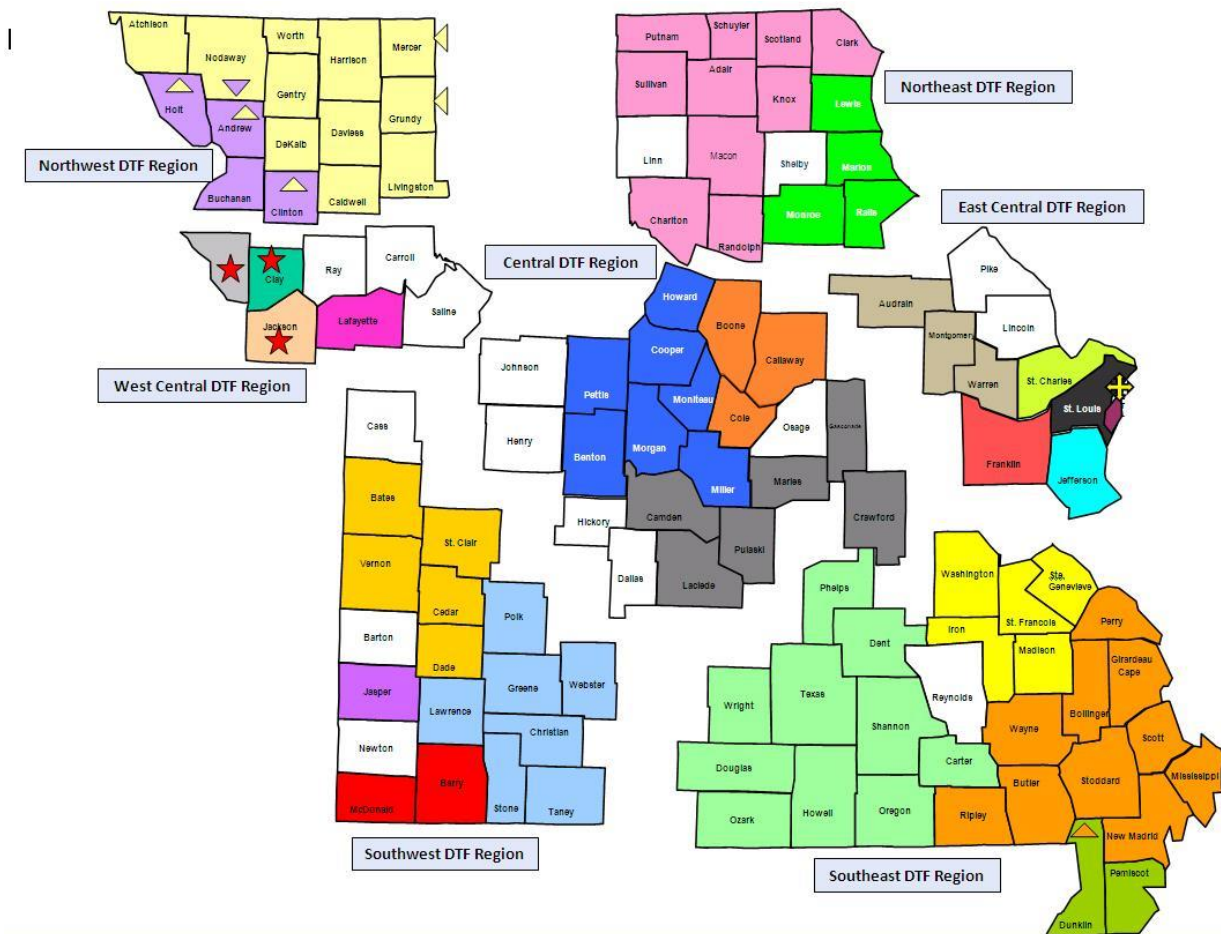 Atchison
Nodaway
Worth
Harrison
Mercer
Holt
Andrew
Gentry
DeKalb
Daviess
Grundy
Buchanan
Clinton
Caldwell
Livingston
Northwest DTF Region
Putnam
Schuyler
Scotland
Clark
Sullivan
Adair
Knox
Lewis
Linn
Macon
Shelby
Marion
Chariton
Randolph
Monroe
Ralls
Northeast DTF Region
Clay
Ray
Carroll
Jackson
Lafayette
Saline
West Central DTF Region
Central DTF Region
Howard
Boone
Cooper
Callaway
Johnson
Pettis
Moniteau
Cole
Osage
Gasconade
Henry
Benton
Morgan
Miller
Maries
Hickory
Camden
Pulaski
Crawford
Dallas
Laclede
East Central DTF Region
Pike
Audrain
Lincoln
Montgomery
Warren
St. Charles
St. Louis
Franklin
Jefferson
Cass
Bates
St. Clair
Vernon
Cedar
Polk
Barton
Dade
Jasper
Lawrence
Greene
Webster
Newton
Christian
McDonald
Barry
Stone
Taney
Southwest DTF Region
Washington
Ste.
Genevieve
St. Francois
Phelps
Iron
Perry
Dent
Madison
Girardeau
Cape
Texas
Reynolds
Wright
Shannon
Wayne
Bollinger
Scott
Douglas
Carter
Butler
Stoddard
Mississippi
Ozark
Howell
Oregon
Ripley
New Madrid
Pemiscot
Dunklin
Southeast DTF Region